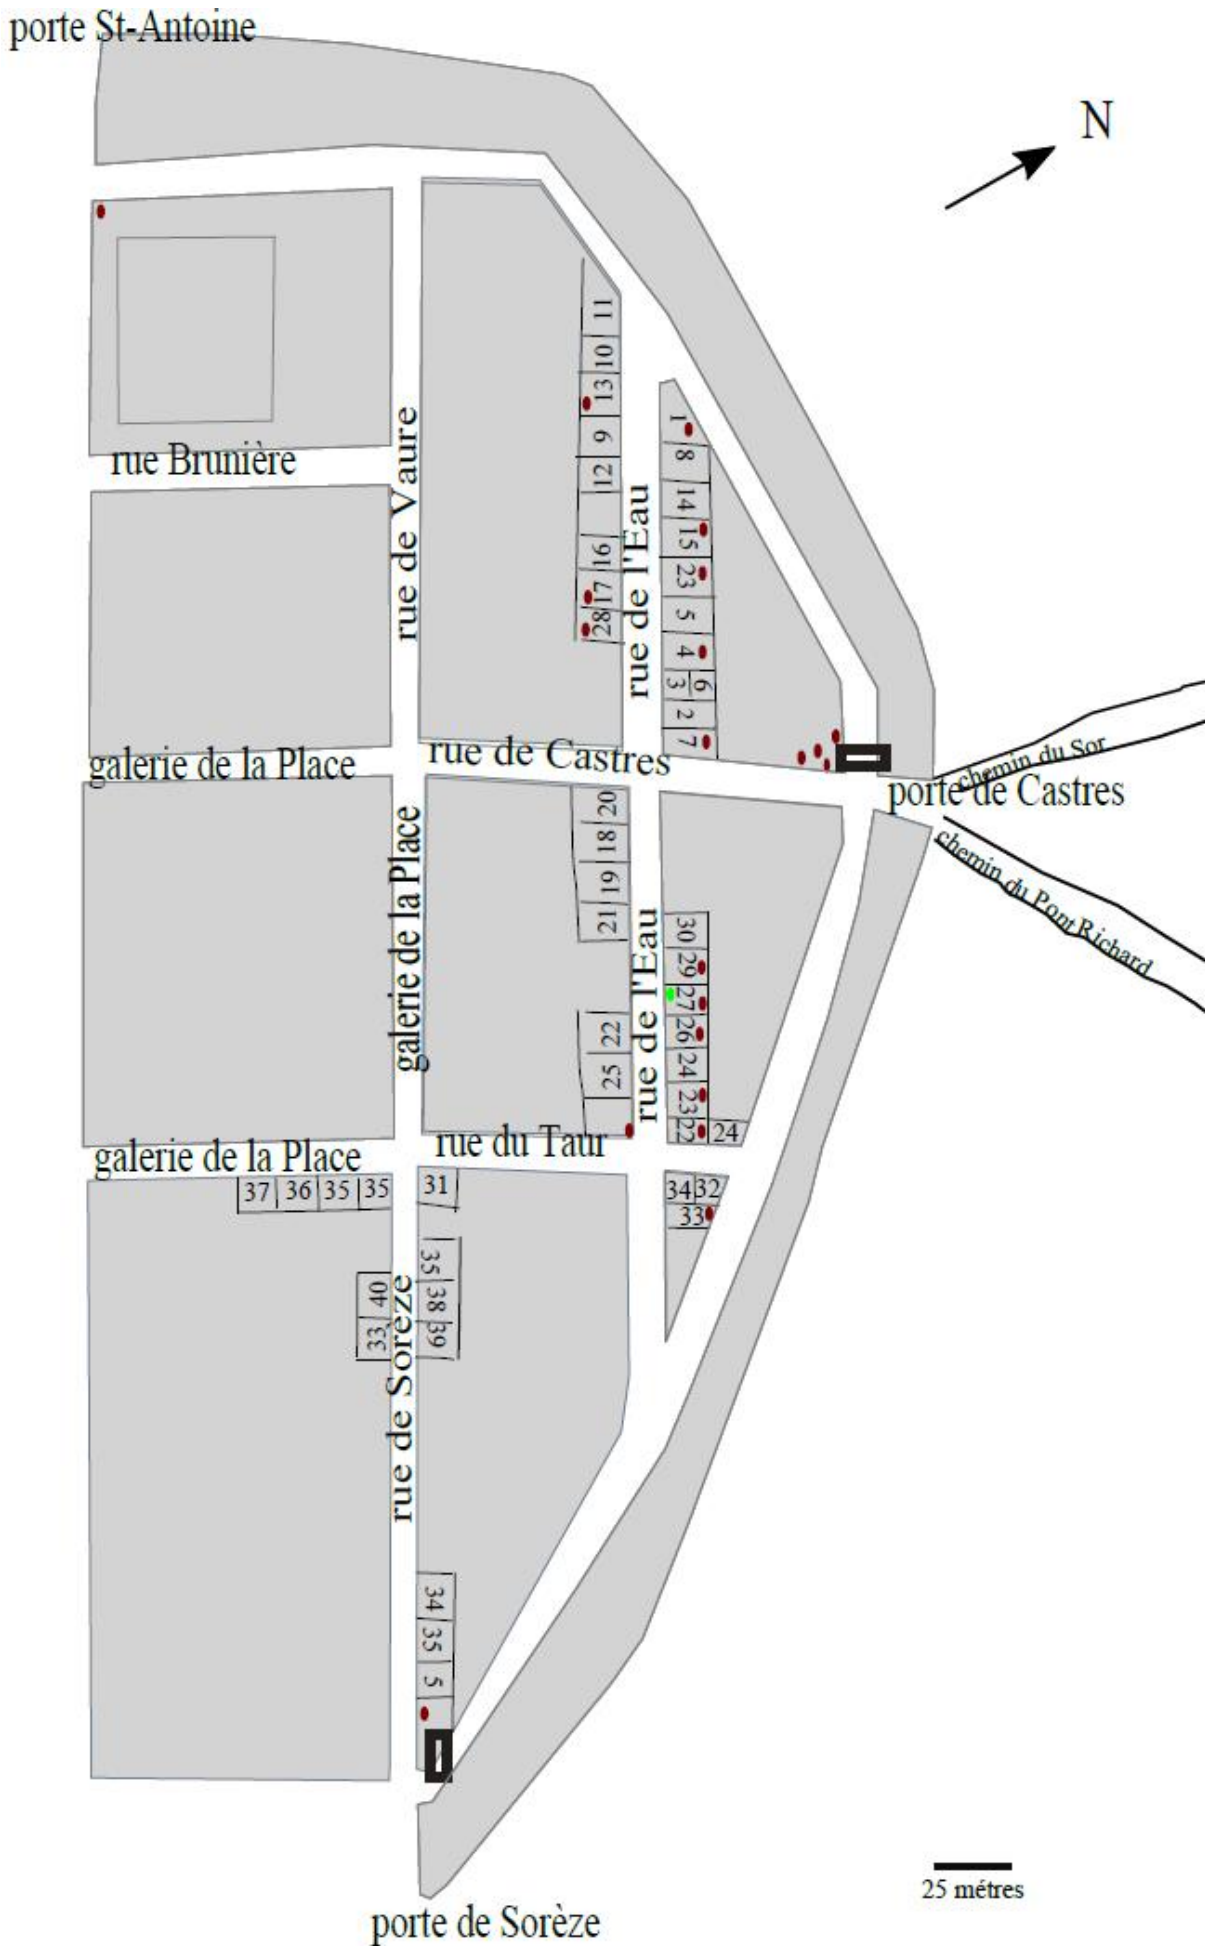 porte St-Antoine
N
11
10
13
9
12
16
17
28
rue de Vaure
rue Brunière
rue de l'Eau
1
8
14
15
23
5
4
3
6
2
7
galerie de la Place
rue de Castres
chemin du Sor
porte de Castres
chemin du Pont Richard
galerie de la Place
20
18
19
21
22
25
rue de l'Eau
30
29
27
26
24
23
22
24
rue du Taur
galerie de la Place
37
36
35
35
31
34
32
33
35
38
39
40
33
rue de Sorèze
34
35
5
25 métres
porte de Sorèze